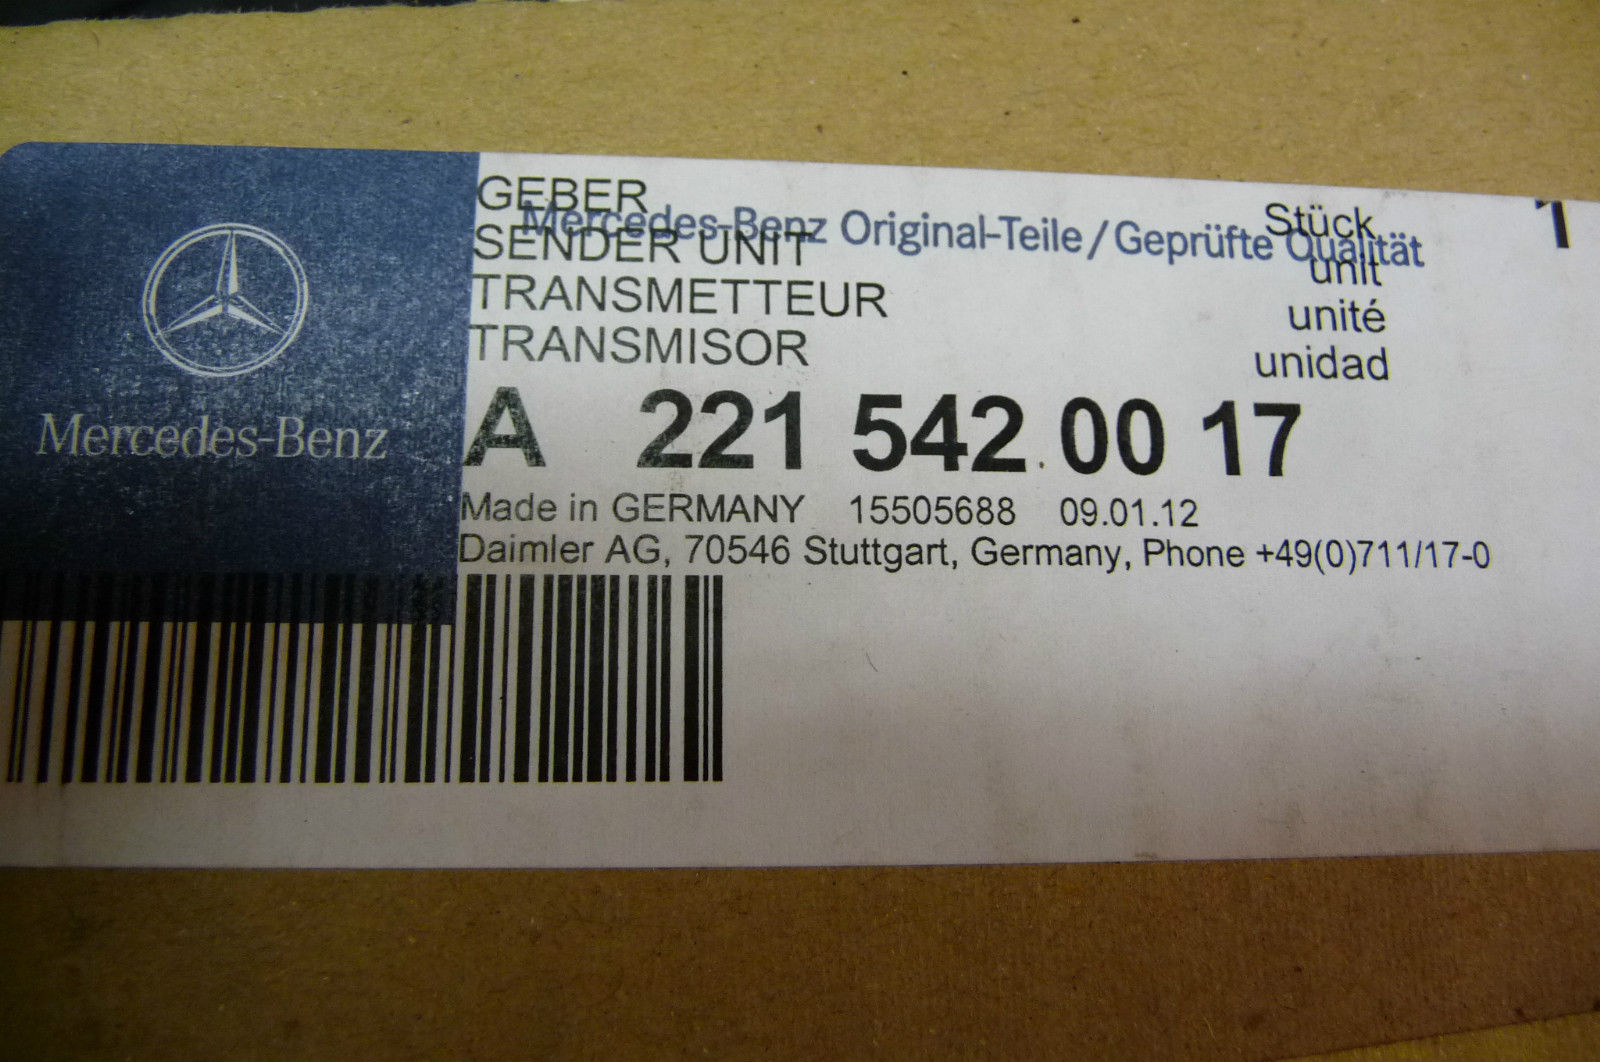 Mercedes-Benz
GEBER
Mercedes-Benz Original-Teile/Geprüfte Qualität
SENDER UNIT
TRANSMETTEUR
TRANSMISOR
Stück 1
unit
unité
unidad
A 221 542 00 17
Made in GERMANY 15505688 09.01.12
Daimler AG, 70546 Stuttgart, Germany, Phone +49(0)711/17-0